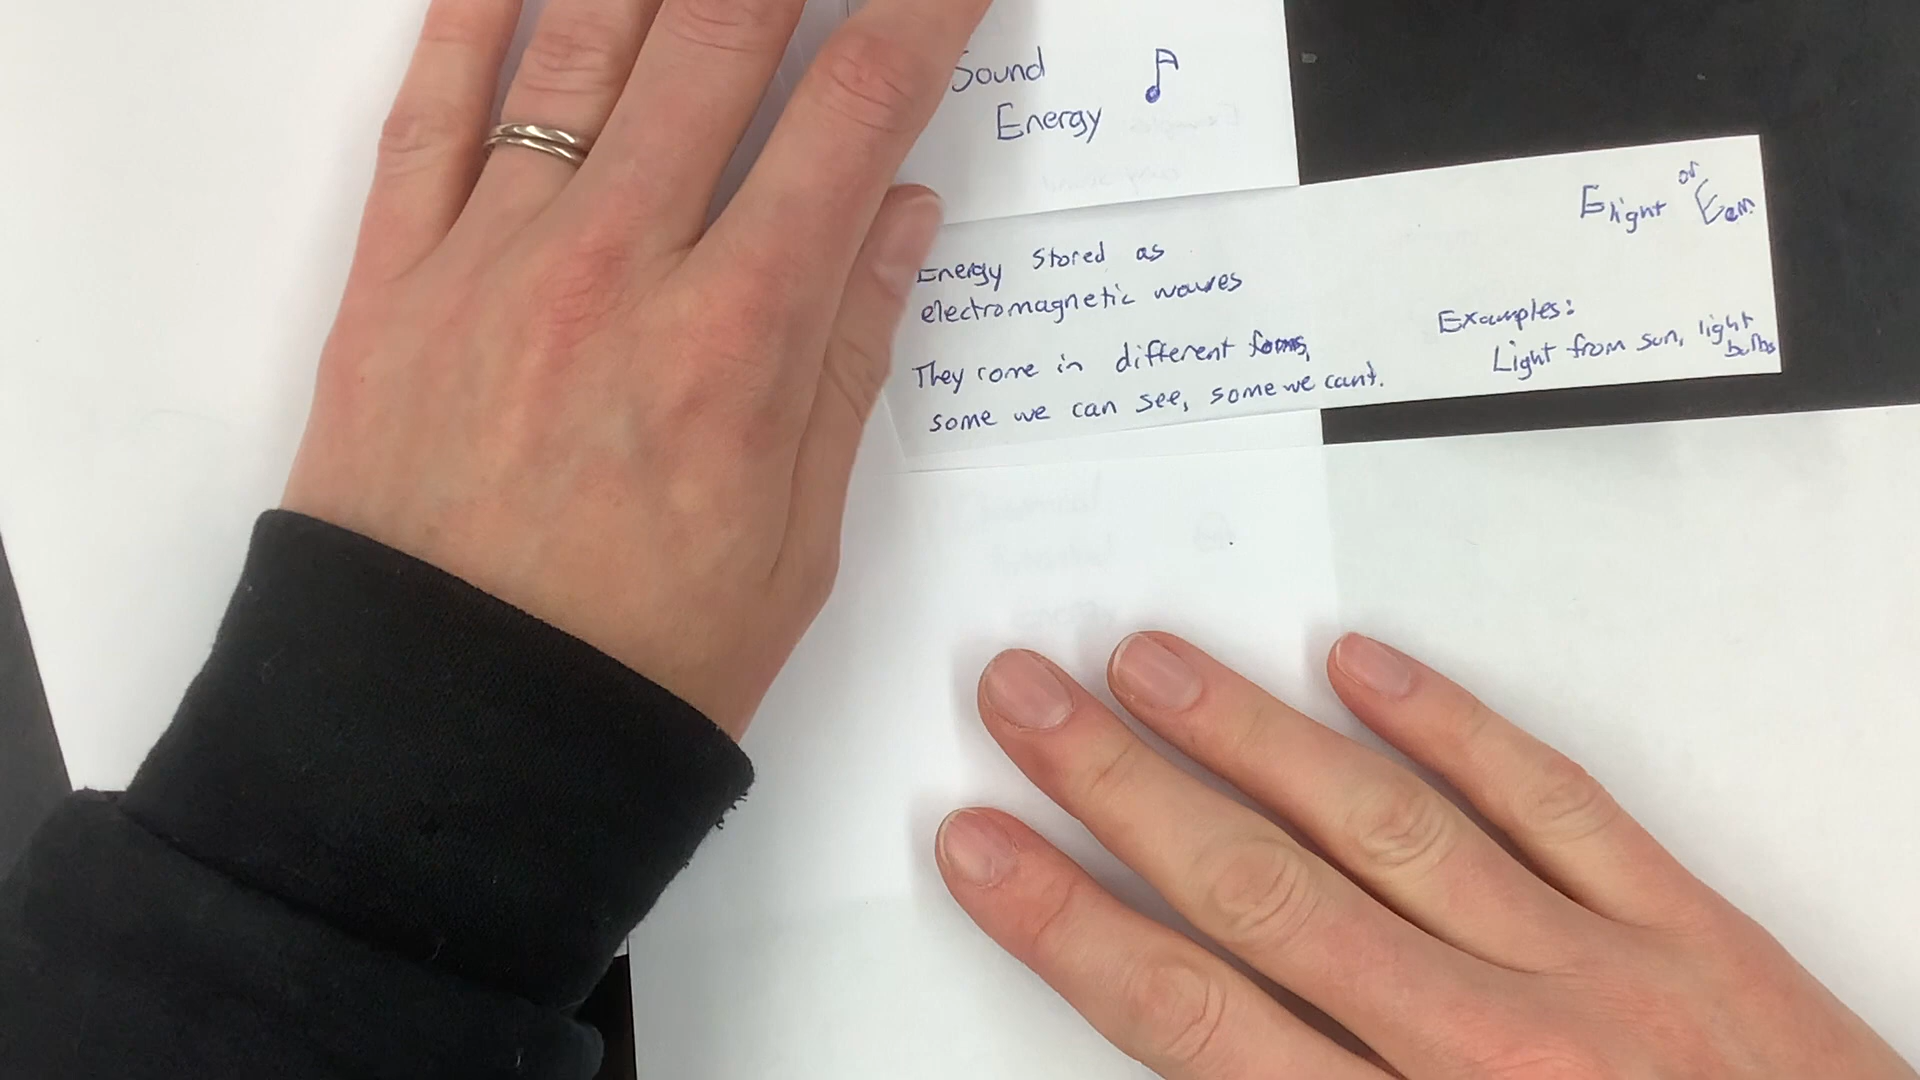 Sound
Energy
Elight or Eem
Energy stored as
electromagnetic waves
They come in different forms,
some we can see, some we cant.
Examples:
Light from sun, light
bulbs